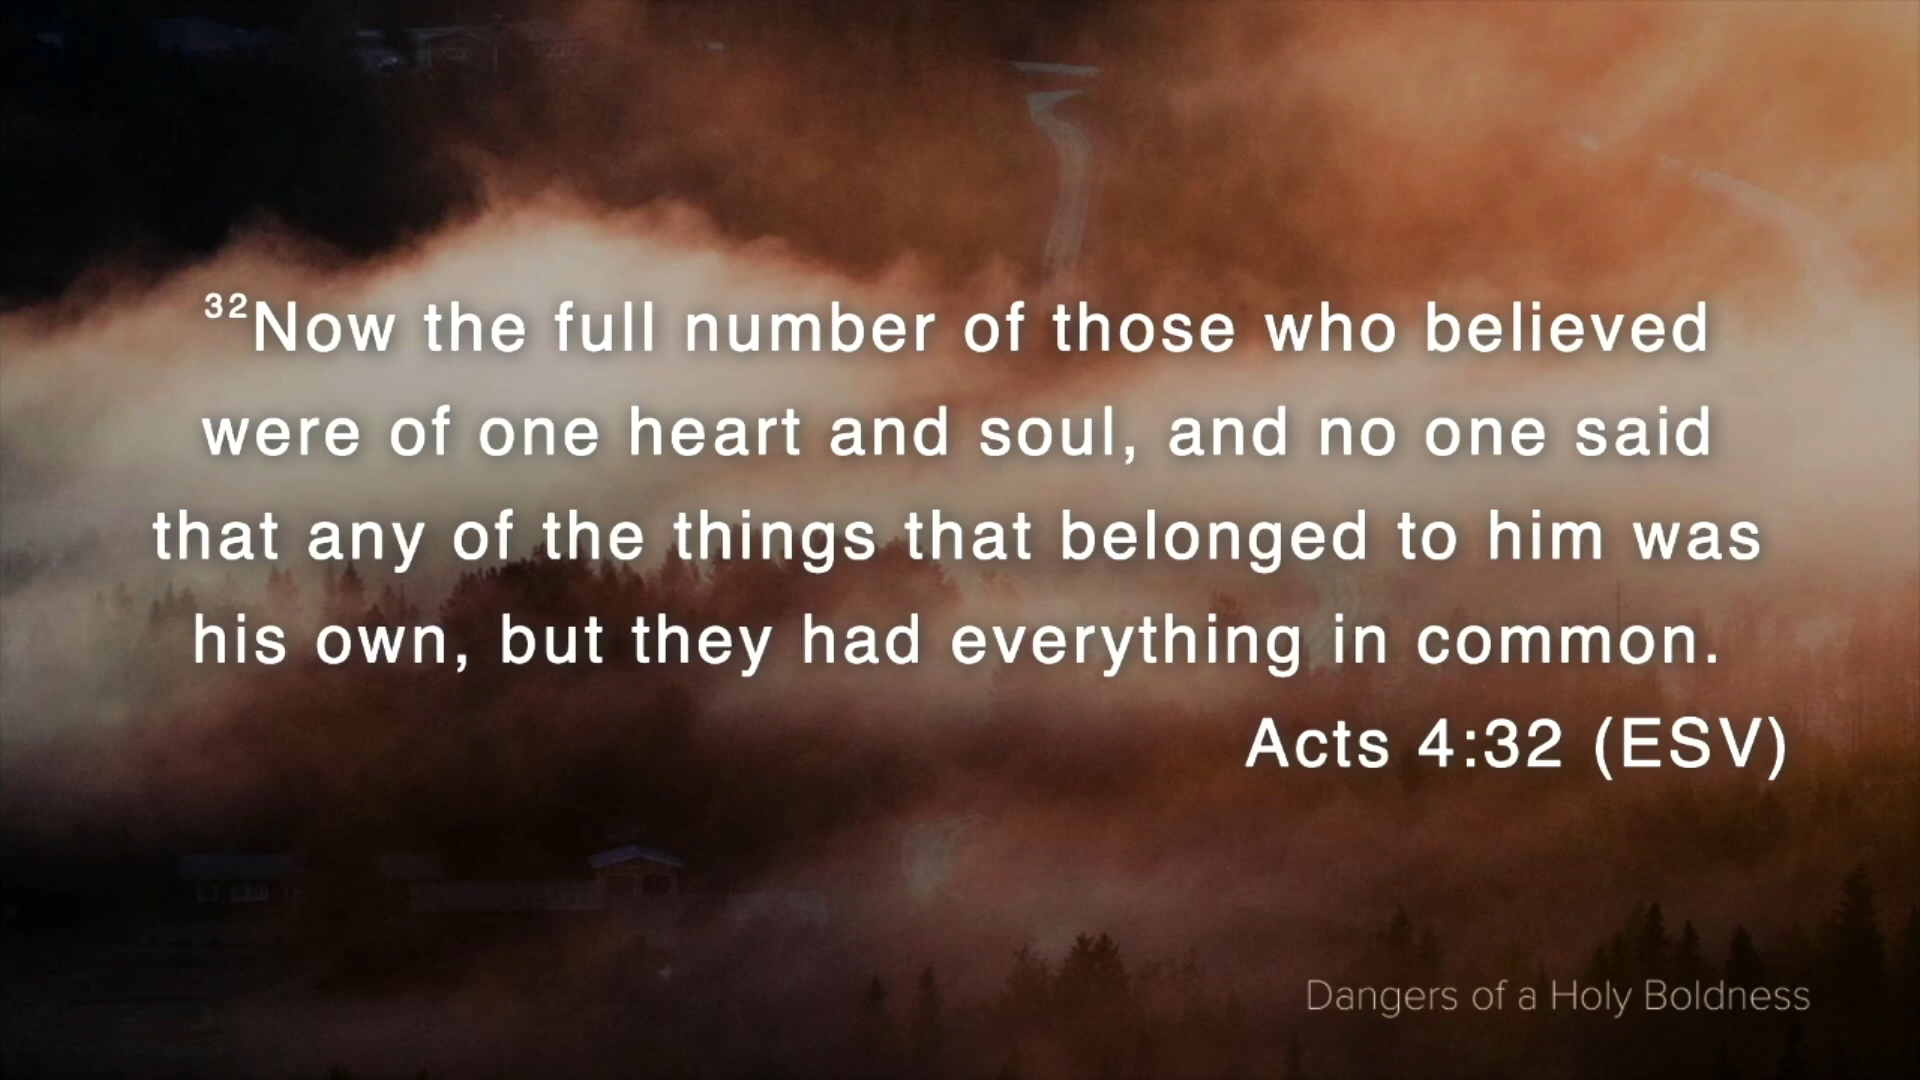 32Now the full number of those who believed
were of one heart and soul, and no one said
that any of the things that belonged to him was
his own, but they had everything in common.
Acts 4:32 (ESV)
Dangers of a Holy Boldness